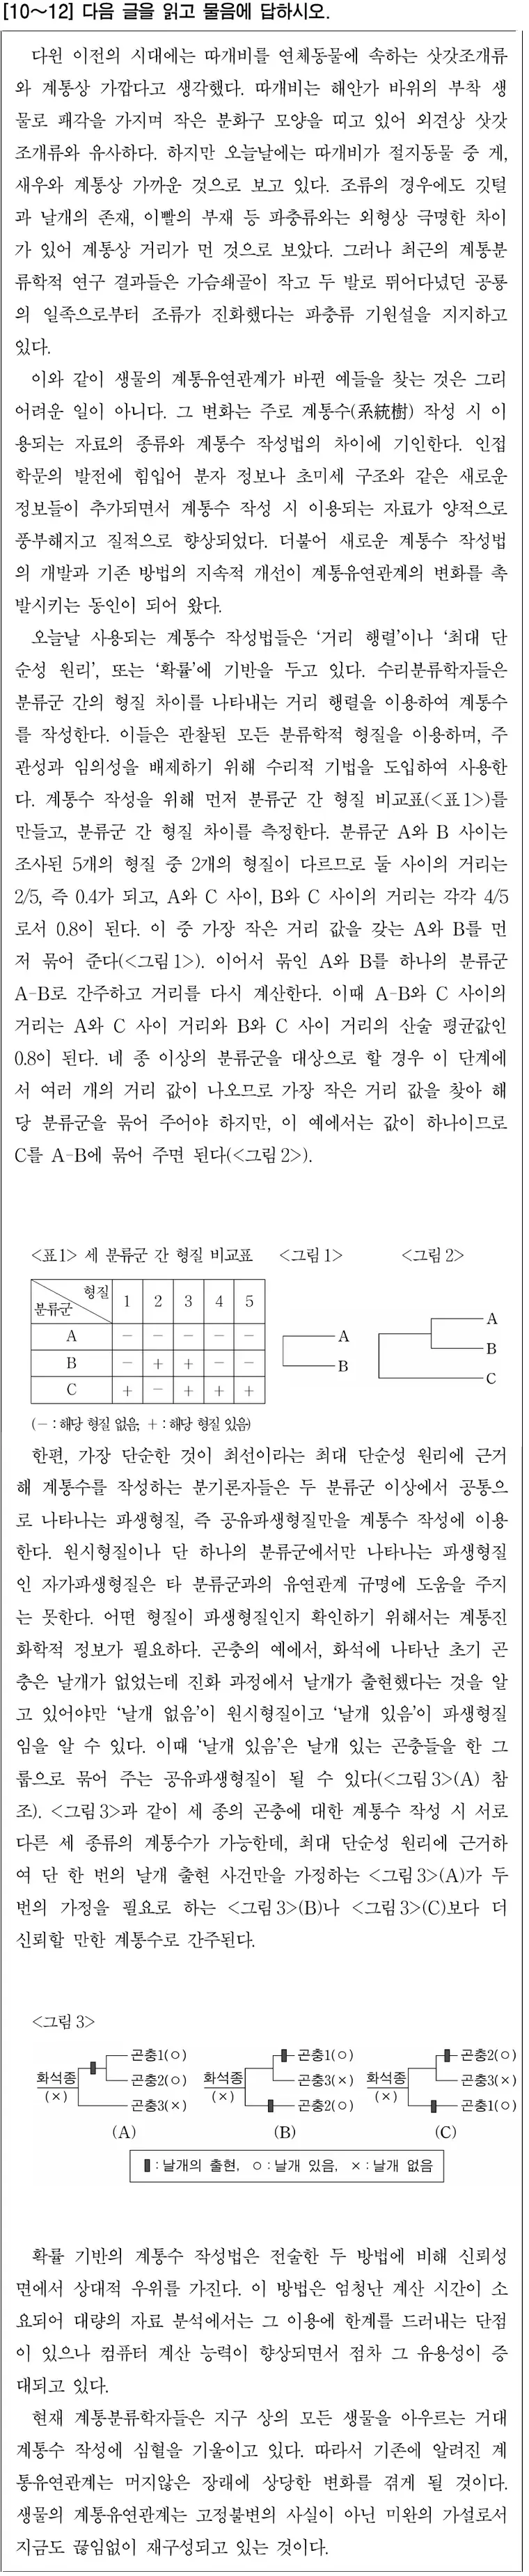 [10~12] 다음 글을 읽고 물음에 답하시오.
다윈 이전의 시대에는 따개비를 연체동물에 속하는 삿갓조개류
와 계통상 가깝다고 생각했다. 따개비는 해안가 바위의 부착 생
물로 패각을 가지며 작은 분화구 모양을 띠고 있어 외견상 삿갓
조개류와 유사하다. 하지만 오늘날에는 따개비가 절지동물 중 게,
새우와 계통상 가까운 것으로 보고 있다. 조류의 경우에도 깃털
과 날개의 존재, 이빨의 부재 등 파충류와는 외형상 극명한 차이
가 있어 계통상 거리가 먼 것으로 보았다. 그러나 최근의 계통분
류학적 연구 결과들은 가슴쇄골이 작고 두 발로 뛰어다녔던 공룡
의 일족으로부터 조류가 진화했다는 파충류 기원설을 지지하고
있다.
이와 같이 생물의 계통유연관계가 바뀐 예들을 찾는 것은 그리
어려운 일이 아니다. 그 변화는 주로 계통수(系統樹) 작성 시 이
용되는 자료의 종류와 계통수 작성법의 차이에 기인한다. 인접
학문의 발전에 힘입어 분자 정보나 초미세 구조와 같은 새로운
정보들이 추가되면서 계통수 작성 시 이용되는 자료가 양적으로
풍부해지고 질적으로 향상되었다. 더불어 새로운 계통수 작성법
의 개발과 기존 방법의 지속적 개선이 계통유연관계의 변화를 촉
발시키는 동인이 되어 왔다.
오늘날 사용되는 계통수 작성법들은 '거리 행렬'이나 '최대 단
순성 원리', 또는 '확률'에 기반을 두고 있다. 수리분류학자들은
분류군 간의 형질 차이를 나타내는 거리 행렬을 이용하여 계통수
를 작성한다. 이들은 관찰된 모든 분류학적 형질을 이용하며, 주
관성과 임의성을 배제하기 위해 수리적 기법을 도입하여 사용한
다. 계통수 작성을 위해 먼저 분류군 간 형질 비교표(<표 1>)를
만들고, 분류군 간 형질 차이를 측정한다. 분류군 A와 B 사이는
조사된 5개의 형질 중 2개의 형질이 다르므로 둘 사이의 거리는
2/5, 즉 0.4가 되고, A와 C 사이, B와 C 사이의 거리는 각각 4/5
로서 0.8이 된다. 이 중 가장 작은 거리 값을 갖는 A와 B를 먼
저 묶어 준다(<그림 1>). 이어서 묶인 A와 B를 하나의 분류군
A-B로 간주하고 거리를 다시 계산한다. 이때 A-B와 C 사이의
거리는 A와 C 사이 거리와 B와 C 사이 거리의 산술 평균값인
0.8이 된다. 네 종 이상의 분류군을 대상으로 할 경우 이 단계에
서 여러 개의 거리 값이 나오므로 가장 작은 거리 값을 찾아 해
당 분류군을 묶어 주어야 하지만, 이 예에서는 값이 하나이므로
C를 A-B에 묶어 주면 된다(<그림 2>).
<표 1> 세 분류군 간 형질 비교표 <그림 1> <그림 2>
형질 분류군 1 2 3 4 5
A － － － － －
B － ＋ ＋ － －
C ＋ － ＋ ＋ ＋
A
B
A
B
C
(－ : 해당 형질 없음, ＋ : 해당 형질 있음)
한편, 가장 단순한 것이 최선이라는 최대 단순성 원리에 근거
해 계통수를 작성하는 분기론자들은 두 분류군 이상에서 공통으
로 나타나는 파생형질, 즉 공유파생형질만을 계통수 작성에 이용
한다. 원시형질이나 단 하나의 분류군에서만 나타나는 파생형질
인 자가파생형질은 타 분류군과의 유연관계 규명에 도움을 주지
는 못한다. 어떤 형질이 파생형질인지 확인하기 위해서는 계통진
화학적 정보가 필요하다. 곤충의 예에서, 화석에 나타난 초기 곤
충은 날개가 없었는데 진화 과정에서 날개가 출현했다는 것을 알
고 있어야만 '날개 없음'이 원시형질이고 '날개 있음'이 파생형질
임을 알 수 있다. 이때 '날개 있음'은 날개 있는 곤충들을 한 그
룹으로 묶어 주는 공유파생형질이 될 수 있다(<그림 3>(A) 참
조). <그림 3>과 같이 세 종의 곤충에 대한 계통수 작성 시 서로
다른 세 종류의 계통수가 가능한데, 최대 단순성 원리에 근거하
여 단 한 번의 날개 출현 사건만을 가정하는 <그림 3>(A)가 두
번의 가정을 필요로 하는 <그림 3>(B)나 <그림 3>(C)보다 더
신뢰할 만한 계통수로 간주된다.
<그림 3>
화석종 (×) 곤충1(○) 곤충2(○) 곤충3(×)
화석종 (×) 곤충1(○) 곤충3(×) 곤충2(○)
화석종 (×) 곤충2(○) 곤충3(×) 곤충1(○)
(A) (B) (C)
: 날개의 출현, ○ : 날개 있음, × : 날개 없음
확률 기반의 계통수 작성법은 전술한 두 방법에 비해 신뢰성
면에서 상대적 우위를 가진다. 이 방법은 엄청난 계산 시간이 소
요되어 대량의 자료 분석에서는 그 이용에 한계를 드러내는 단점
이 있으나 컴퓨터 계산 능력이 향상되면서 점차 그 유용성이 증
대되고 있다.
현재 계통분류학자들은 지구 상의 모든 생물을 아우르는 거대
계통수 작성에 심혈을 기울이고 있다. 따라서 기존에 알려진 계
통유연관계는 머지않은 장래에 상당한 변화를 겪게 될 것이다.
생물의 계통유연관계는 고정불변의 사실이 아닌 미완의 가설로서
지금도 끊임없이 재구성되고 있는 것이다.